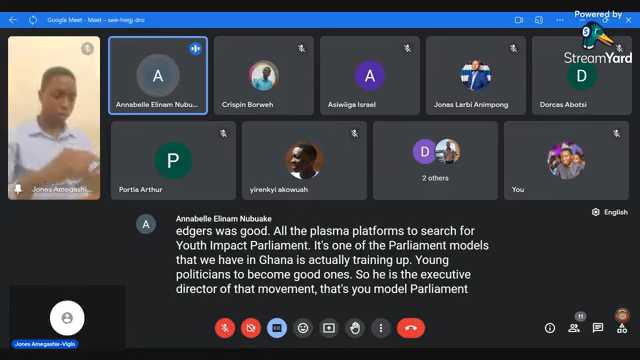 Google Meet - Meet - swe-hwgj-dro
Powered by
StreamYard
A
Annabelle Elinam Nubu...
Crispin Borweh
A
Asiwiiga Israel
Jonas Larbi Animpong
D
Dorcas Abotsi
Jones Amegashi...
P
Portia Arthur
yirenkyi akowuah
D
2 others
You
English
A
Annabelle Elinam Nubuake
edgers was good. All the plasma platforms to search for
Youth Impact Parliament. It's one of the Parliament models
that we have in Ghana is actually training up. Young
politicians to become good ones. So he is the executive
director of that movement, that's you model Parliament
Jones Amegashie-Viglo
11